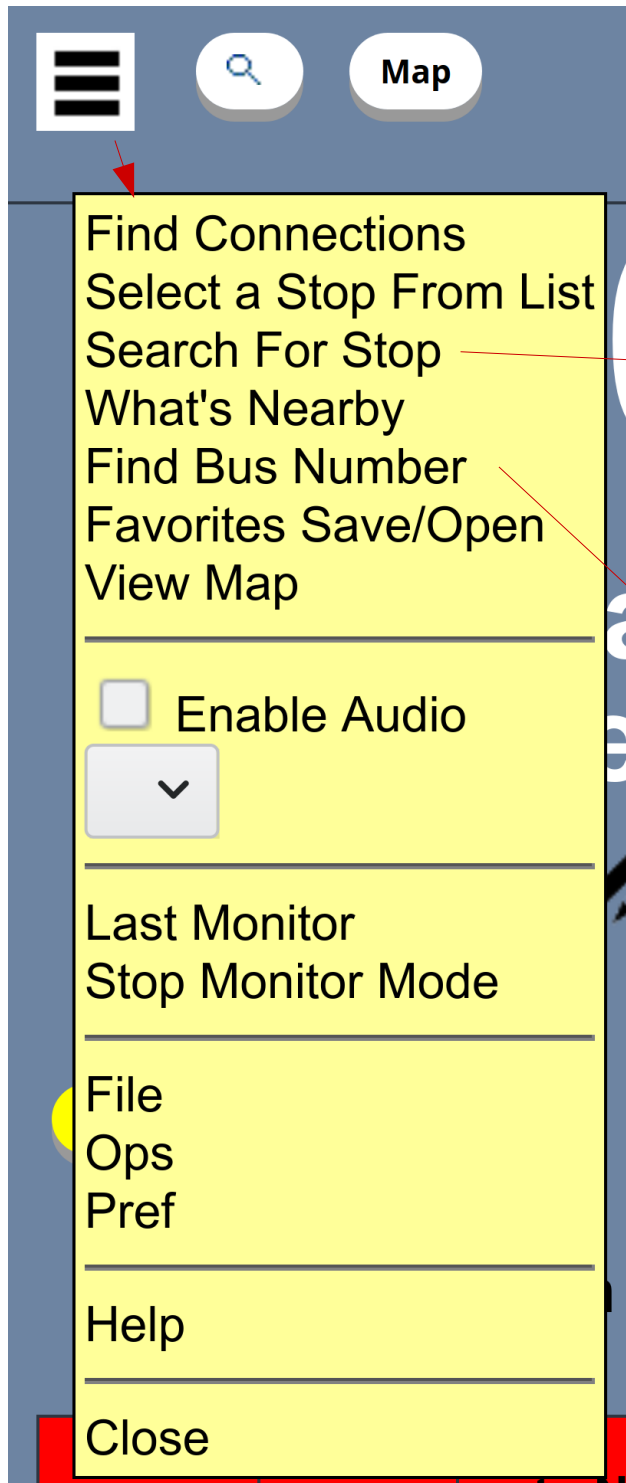 Map
Find Connections
Select a Stop From List
Search For Stop
What's Nearby
Find Bus Number
Favorites Save/Open
View Map
Enable Audio
Last Monitor
Stop Monitor Mode
File
Ops
Pref
Help
Close